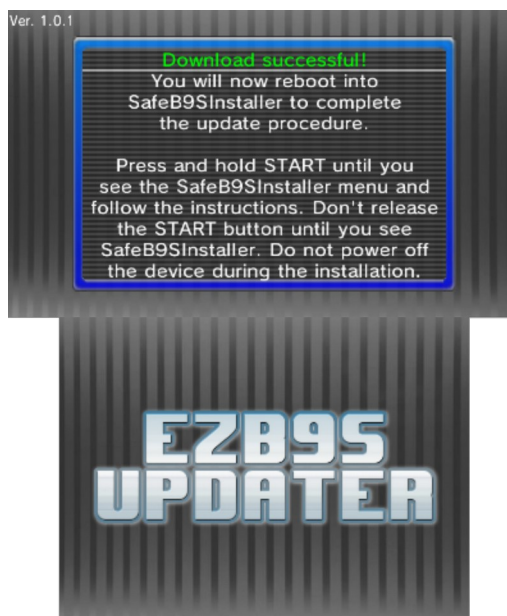 Ver. 1.0.1
Download successful!
You will now reboot into
SafeB9SInstaller to complete
the update procedure.
Press and hold START until you
see the SafeB9SInstaller menu and
follow the instructions. Don't release
the START button until you see
SafeB9SInstaller. Do not power off
the device during the installation.
EZB9S
UPDATER